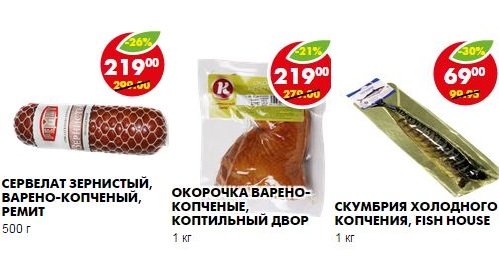 -26%
219 00
299.00
ЗЕРНИСТЫЙ
СЕРВЕЛАТ ЗЕРНИСТЫЙ,
ВАРЕНО-КОПЧЕНЫЙ,
РЕМИТ
500 г
-21%
219 00
279.00
К
ОКОРОЧКА ВАРЕНО-
КОПЧЕНЫЕ,
КОПТИЛЬНЫЙ ДВОР
1 кг
-30%
69 00
99.95
СКУМБРИЯ ХОЛОДНОГО
КОПЧЕНИЯ, FISH HOUSE
1 кг